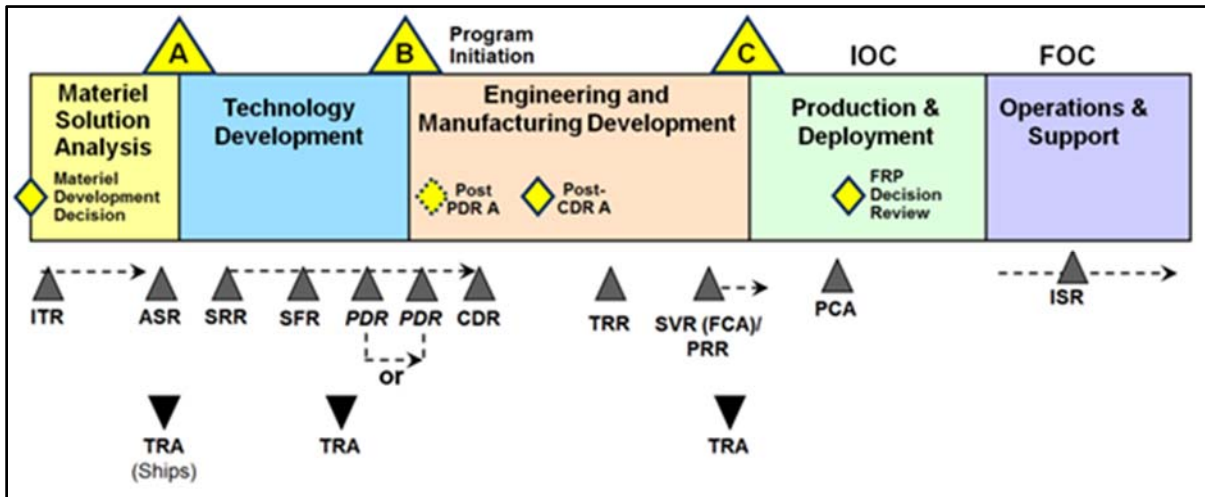 A
B
Program
Initiation
C
IOC
FOC
Materiel
Solution
Analysis
Technology
Development
Engineering and
Manufacturing Development
Production &
Deployment
Operations &
Support
Materiel
Development
Decision
Post
PDR A
Post-
CDR A
FRP
Decision
Review
ITR
ASR
SRR
SFR
PDR
PDR
CDR
TRR
SVR (FCA)/
PRR
PCA
ISR
or
TRA
(Ships)
TRA
TRA